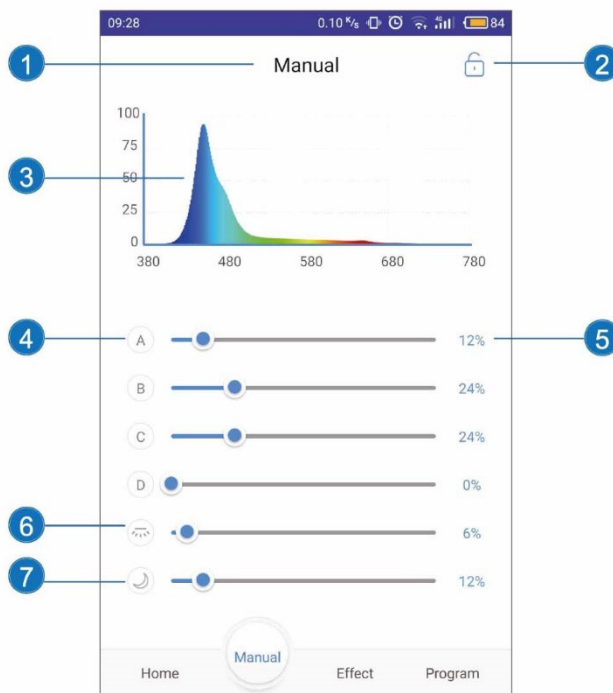 09:28 0.10 K/s 4G 84
1 Manual 2
100
75
3 50
25
0
380 480 580 680 780
4 A 12% 5
B 24%
C 24%
D 0%
6 6%
7 12%
Home Manual Effect Program